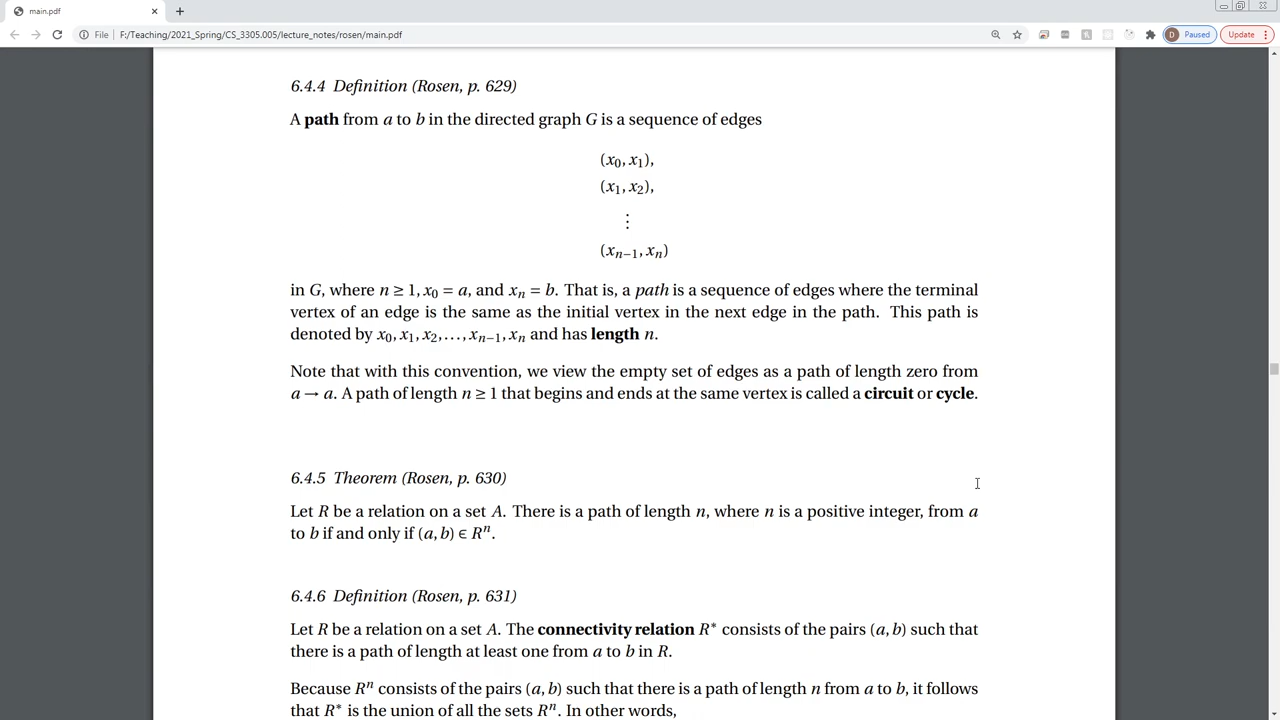 main.pdf
File F:/Teaching/2021_Spring/CS_3305.005/lecture_notes/rosen/main.pdf
D Paused
Update
6.4.4 Definition (Rosen, p. 629)
A path from a to b in the directed graph G is a sequence of edges
(x₀, x₁),
(x₁, x₂),
⋮
(xₙ₋₁, xₙ)
in G, where n ≥ 1, x₀ = a, and xₙ = b. That is, a path is a sequence of edges where the terminal
vertex of an edge is the same as the initial vertex in the next edge in the path. This path is
denoted by x₀, x₁, x₂, …, xₙ₋₁, xₙ and has length n.
Note that with this convention, we view the empty set of edges as a path of length zero from
a → a. A path of length n ≥ 1 that begins and ends at the same vertex is called a circuit or cycle.
6.4.5 Theorem (Rosen, p. 630)
Let R be a relation on a set A. There is a path of length n, where n is a positive integer, from a
to b if and only if (a, b) ∈ Rⁿ.
6.4.6 Definition (Rosen, p. 631)
Let R be a relation on a set A. The connectivity relation R* consists of the pairs (a, b) such that
there is a path of length at least one from a to b in R.
Because Rⁿ consists of the pairs (a, b) such that there is a path of length n from a to b, it follows
that R* is the union of all the sets Rⁿ. In other words,